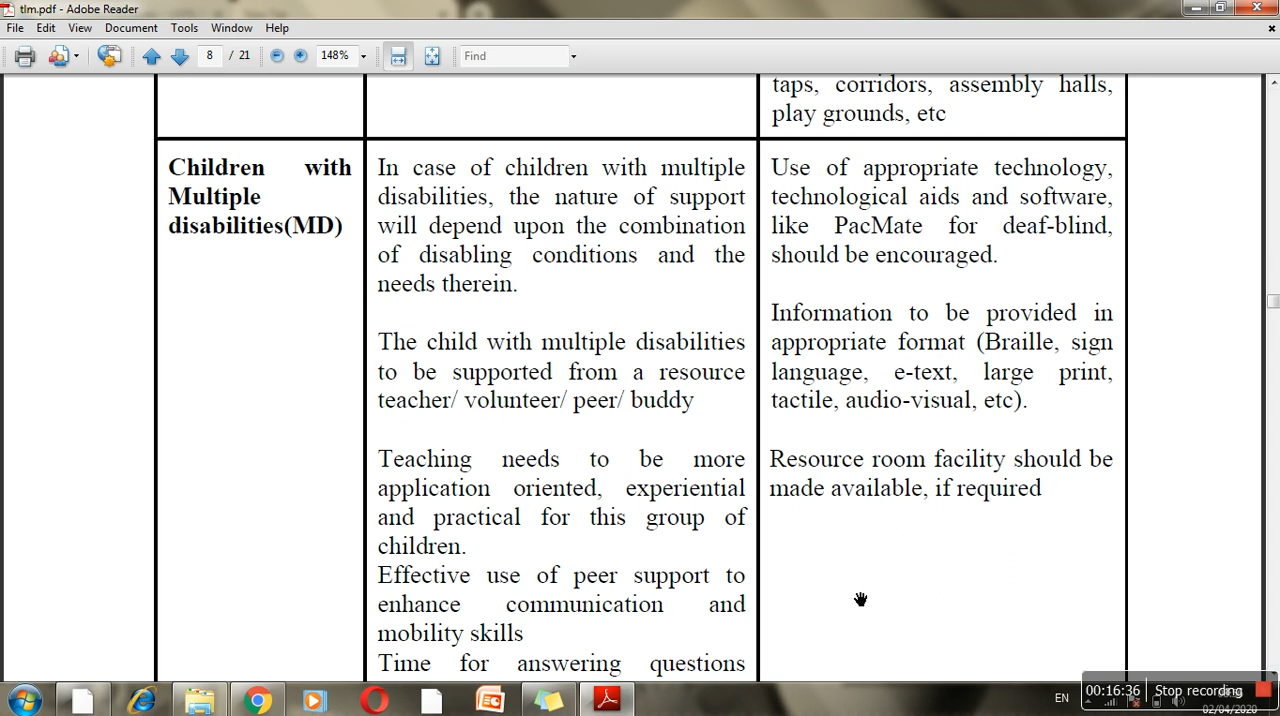 tlm.pdf - Adobe Reader
File Edit View Document Tools Window Help
8 / 21 148% Find
taps, corridors, assembly halls,
play grounds, etc
Children with
Multiple
disabilities(MD)
In case of children with multiple
disabilities, the nature of support
will depend upon the combination
of disabling conditions and the
needs therein.
The child with multiple disabilities
to be supported from a resource
teacher/ volunteer/ peer/ buddy
Teaching needs to be more
application oriented, experiential
and practical for this group of
children.
Effective use of peer support to
enhance communication and
mobility skills
Time for answering questions
Use of appropriate technology,
technological aids and software,
like PacMate for deaf-blind,
should be encouraged.
Information to be provided in
appropriate format (Braille, sign
language, e-text, large print,
tactile, audio-visual, etc).
Resource room facility should be
made available, if required
EN
00:16:36 Stop recording
02/04/2020